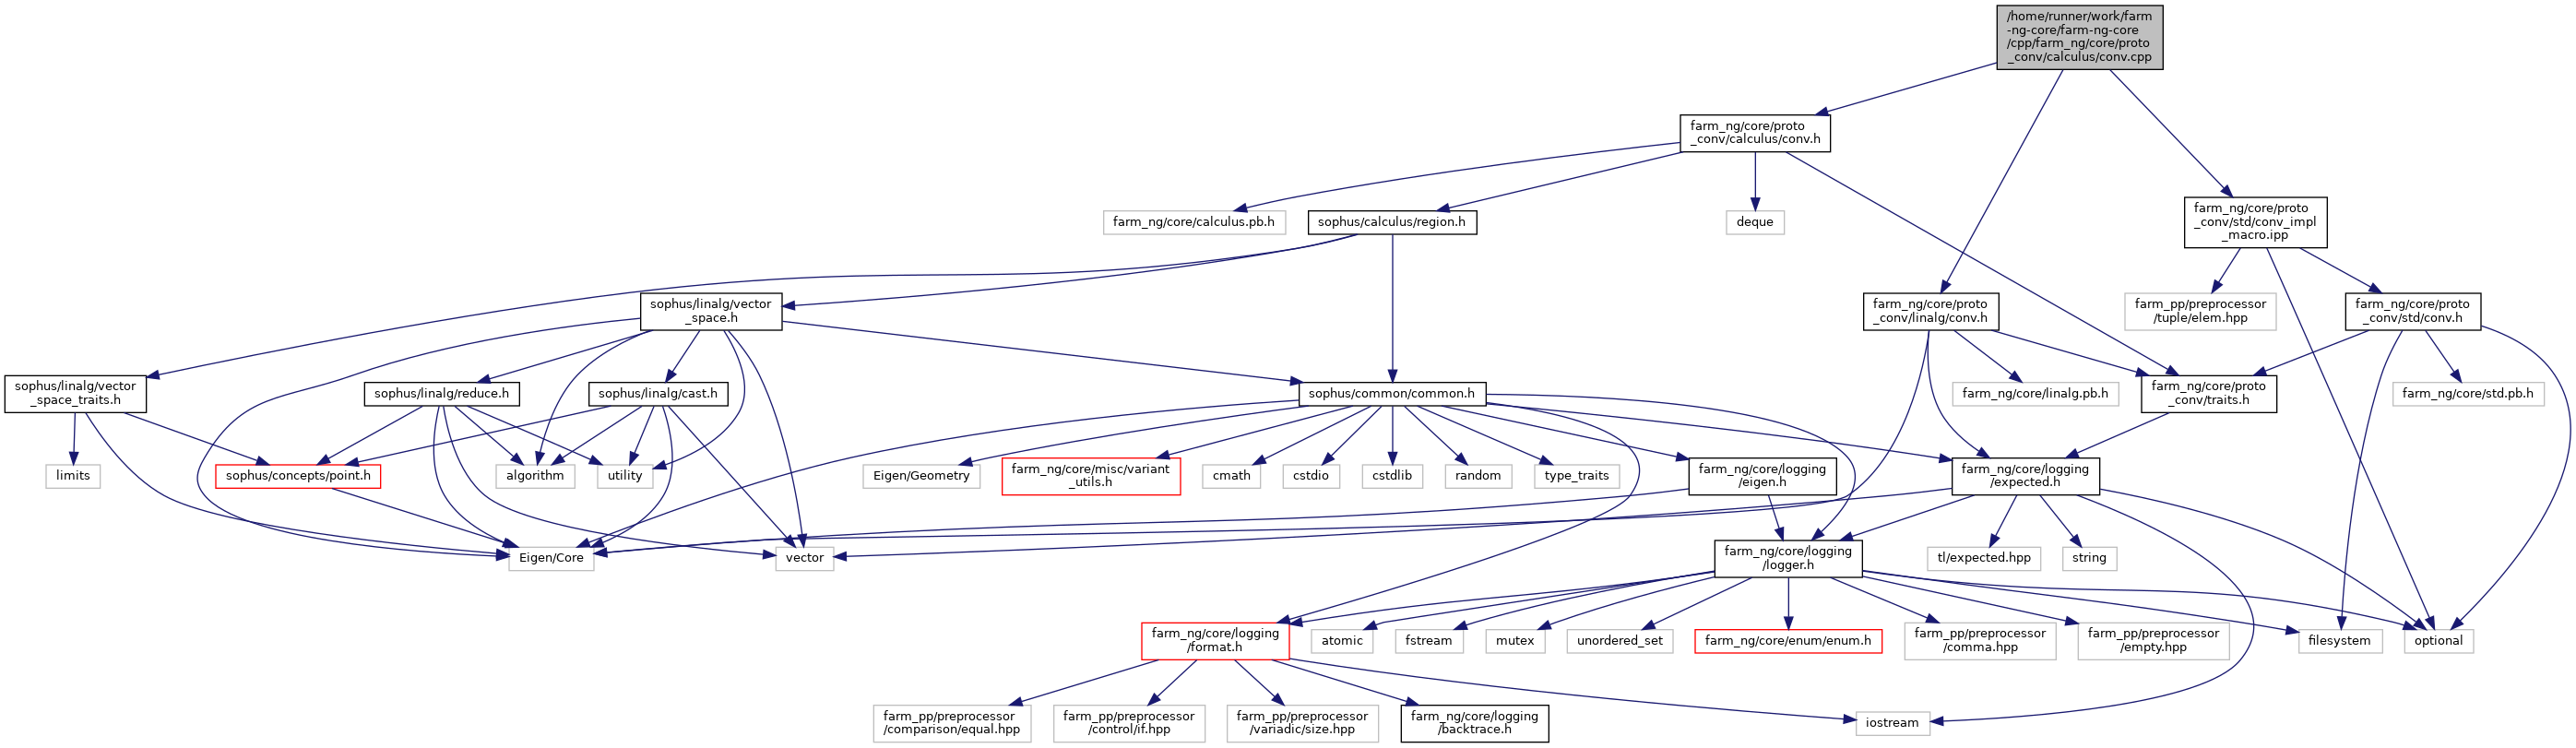 /home/runner/work/farm
-ng-core/farm-ng-core
/cpp/farm_ng/core/proto
_conv/calculus/conv.cpp
farm_ng/core/proto
_conv/calculus/conv.h
farm_ng/core/calculus.pb.h
sophus/calculus/region.h
deque
farm_ng/core/proto
_conv/std/conv_impl
_macro.ipp
sophus/linalg/vector
_space.h
farm_ng/core/proto
_conv/linalg/conv.h
farm_pp/preprocessor
/tuple/elem.hpp
farm_ng/core/proto
_conv/std/conv.h
sophus/linalg/vector
_space_traits.h
sophus/linalg/reduce.h
sophus/linalg/cast.h
sophus/common/common.h
farm_ng/core/linalg.pb.h
farm_ng/core/proto
_conv/traits.h
farm_ng/core/std.pb.h
limits
sophus/concepts/point.h
algorithm
utility
Eigen/Geometry
farm_ng/core/misc/variant
_utils.h
cmath
cstdio
cstdlib
random
type_traits
farm_ng/core/logging
/eigen.h
farm_ng/core/logging
/expected.h
Eigen/Core
vector
farm_ng/core/logging
/logger.h
tl/expected.hpp
string
farm_ng/core/logging
/format.h
atomic
fstream
mutex
unordered_set
farm_ng/core/enum/enum.h
farm_pp/preprocessor
/comma.hpp
farm_pp/preprocessor
/empty.hpp
filesystem
optional
farm_pp/preprocessor
/comparison/equal.hpp
farm_pp/preprocessor
/control/if.hpp
farm_pp/preprocessor
/variadic/size.hpp
farm_ng/core/logging
/backtrace.h
iostream